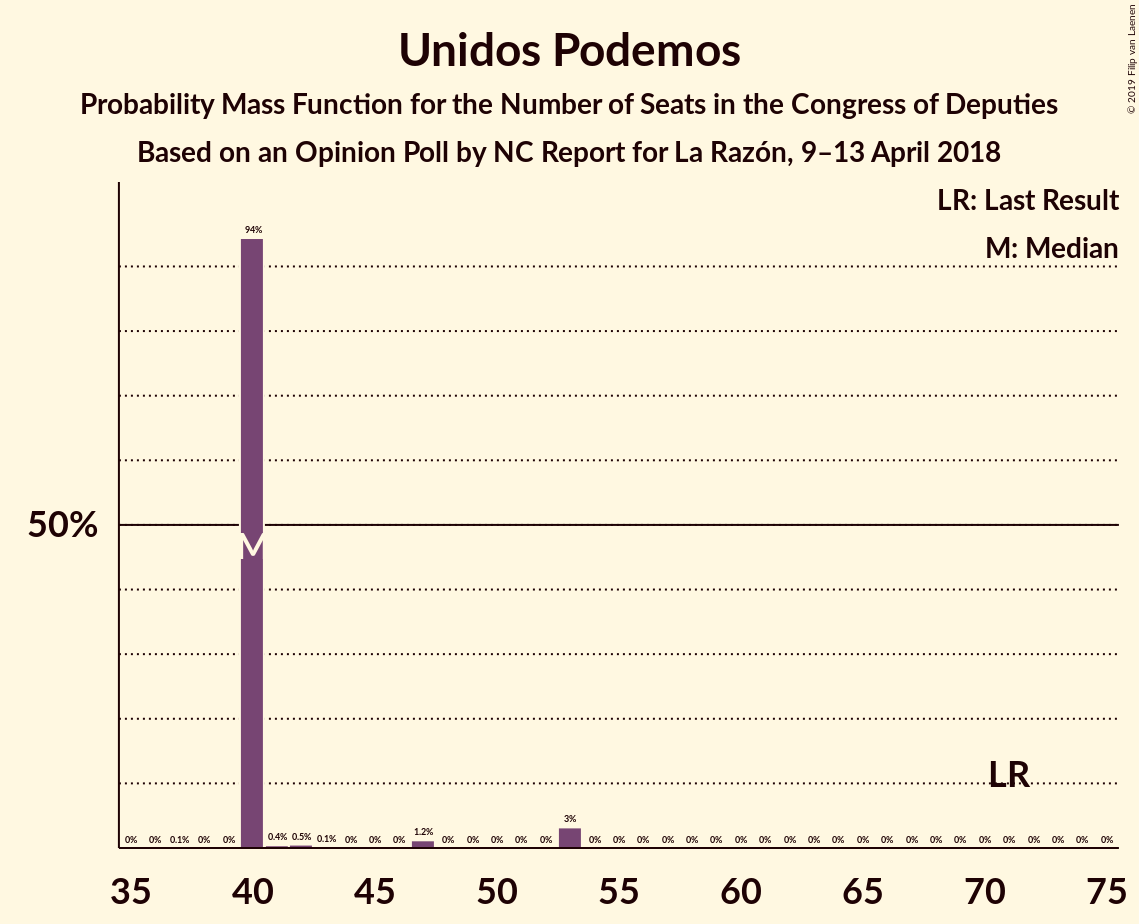 Unidos Podemos
Probability Mass Function for the Number of Seats in the Congress of Deputies
Based on an Opinion Poll by NC Report for La Razón, 9–13 April 2018
© 2019 Filip van Laenen
LR: Last Result
M: Median
50%
94%
M
LR
0% 0% 0.1% 0% 0% 0.4% 0.5% 0.1% 0% 0% 0% 1.2% 0% 0% 0% 0% 0% 3% 0% 0% 0% 0% 0% 0% 0% 0% 0% 0% 0% 0% 0% 0% 0% 0% 0% 0% 0% 0% 0% 0%
35 40 45 50 55 60 65 70 75